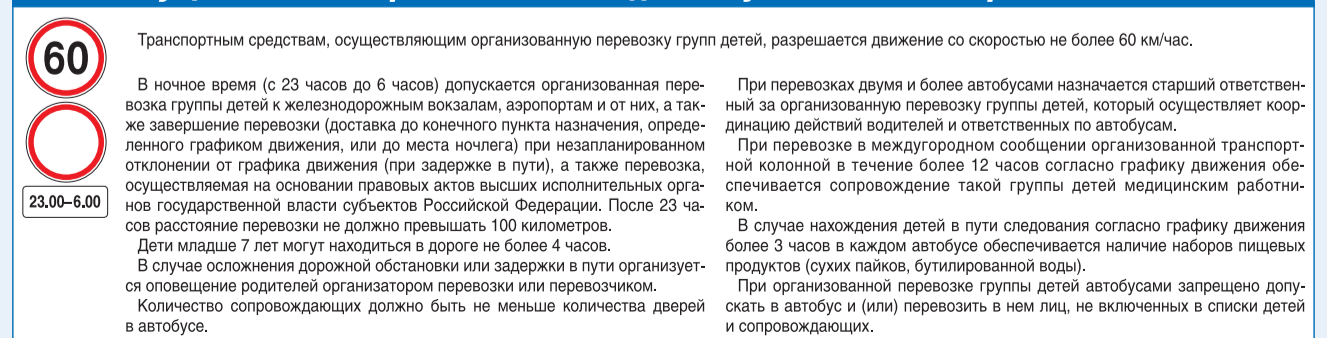 60
23.00–6.00
Транспортным средствам, осуществляющим организованную перевозку групп детей, разрешается движение со скоростью не более 60 км/час.
В ночное время (с 23 часов до 6 часов) допускается организованная пере-
возка группы детей к железнодорожным вокзалам, аэропортам и от них, а так-
же завершение перевозки (доставка до конечного пункта назначения, опреде-
ленного графиком движения, или до места ночлега) при незапланированном
отклонении от графика движения (при задержке в пути), а также перевозка,
осуществляемая на основании правовых актов высших исполнительных орга-
нов государственной власти субъектов Российской Федерации. После 23 ча-
сов расстояние перевозки не должно превышать 100 километров.
Дети младше 7 лет могут находиться в дороге не более 4 часов.
В случае осложнения дорожной обстановки или задержки в пути организует-
ся оповещение родителей организатором перевозки или перевозчиком.
Количество сопровождающих должно быть не меньше количества дверей
в автобусе.
При перевозках двумя и более автобусами назначается старший ответствен-
ный за организованную перевозку группы детей, который осуществляет коор-
динацию действий водителей и ответственных по автобусам.
При перевозке в междугородном сообщении организованной транспорт-
ной колонной в течение более 12 часов согласно графику движения обе-
спечивается сопровождение такой группы детей медицинским работни-
ком.
В случае нахождения детей в пути следования согласно графику движения
более 3 часов в каждом автобусе обеспечивается наличие наборов пищевых
продуктов (сухих пайков, бутилированной воды).
При организованной перевозке группы детей автобусами запрещено допу-
скать в автобус и (или) перевозить в нем лиц, не включенных в списки детей
и сопровождающих.